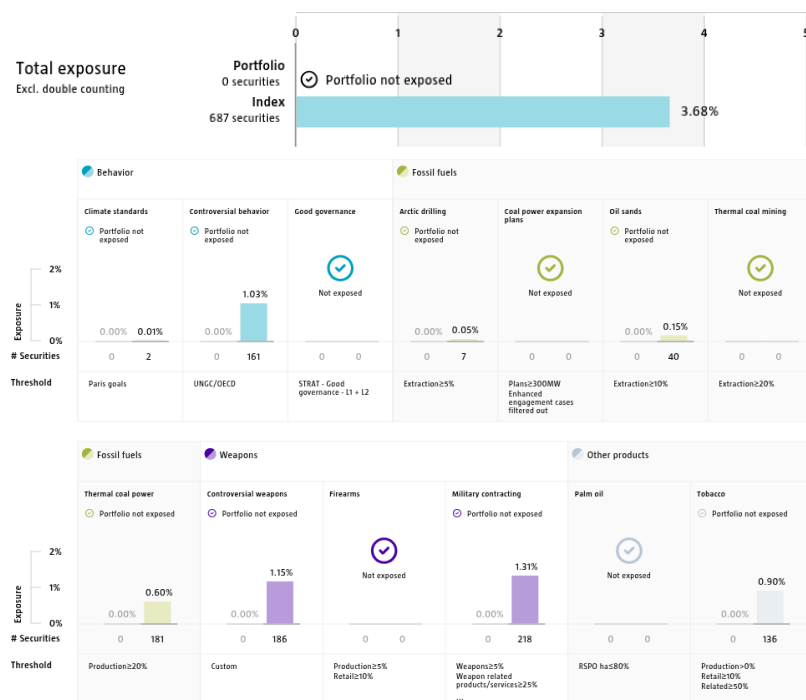 0 1 2 3 4 5
Total exposure
Excl. double counting
Portfolio
0 securities
Portfolio not exposed
Index
687 securities
3.68%
Behavior
Fossil fuels
Climate standards
Portfolio not
exposed
Controversial behavior
Portfolio not
exposed
Good governance
Not exposed
Arctic drilling
Portfolio not
exposed
Coal power expansion
plans
Not exposed
Oil sands
Portfolio not
exposed
Thermal coal mining
Not exposed
Exposure
2%
1%
0%
0.00% 0.01%
0.00% 1.03%
0.00% 0.05%
0.00% 0.15%
# Securities
0 2 0 161 0 0 0 7 0 0 0 40 0 0
Threshold
Paris goals
UNGC/OECD
STRAT - Good
governance - L1 + L2
Extraction≥5%
Plans≥300MW
Enhanced
engagement cases
filtered out
Extraction≥10%
Extraction≥20%
Fossil fuels
Weapons
Other products
Thermal coal power
Portfolio not exposed
Controversial weapons
Portfolio not exposed
Firearms
Not exposed
Military contracting
Portfolio not exposed
Palm oil
Not exposed
Tobacco
Portfolio not exposed
Exposure
2%
1%
0%
0.00% 0.60%
0.00% 1.15%
0.00% 1.31%
0.00% 0.90%
# Securities
0 181 0 186 0 0 0 218 0 0 0 136
Threshold
Production≥20%
Custom
Production≥5%
Retail≥10%
Weapons≥5%
Weapon related
products/services≥25%
RSPO ha≤80%
Production>0%
Retail≥10%
Related≥50%